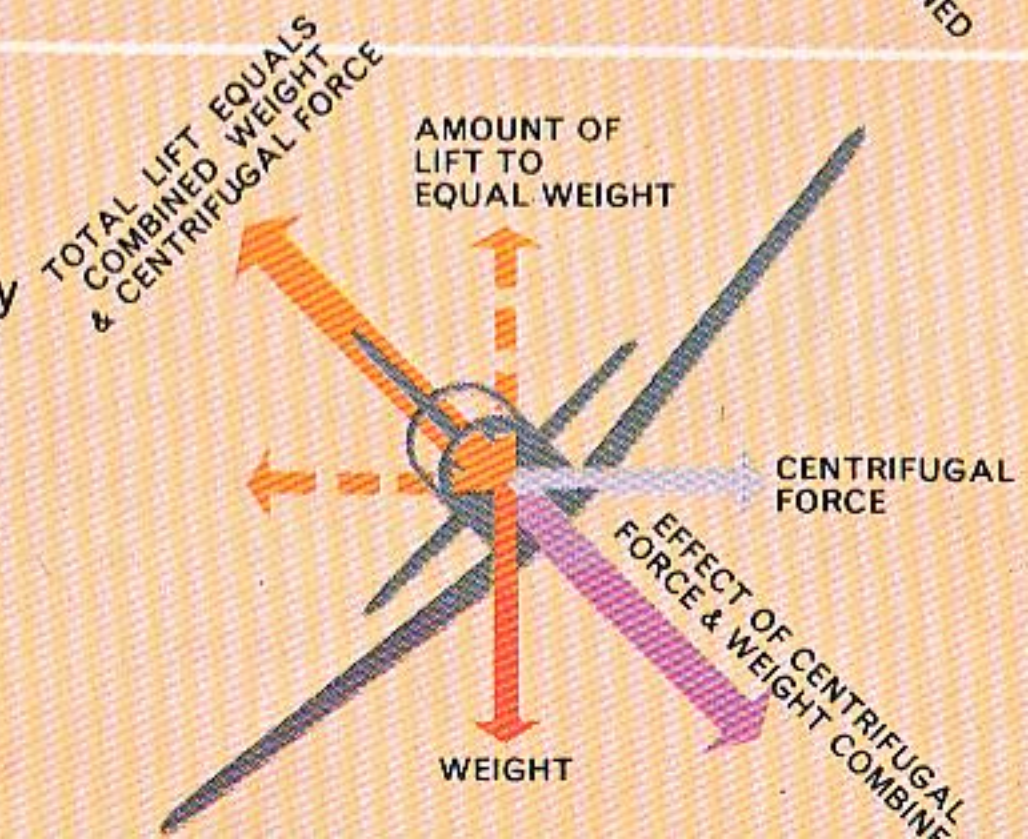 TOTAL LIFT EQUALS
COMBINED WEIGHT
& CENTRIFUGAL FORCE
AMOUNT OF
LIFT TO
EQUAL WEIGHT
CENTRIFUGAL
FORCE
EFFECT OF CENTRIFUGAL
FORCE & WEIGHT COMBINE
WEIGHT